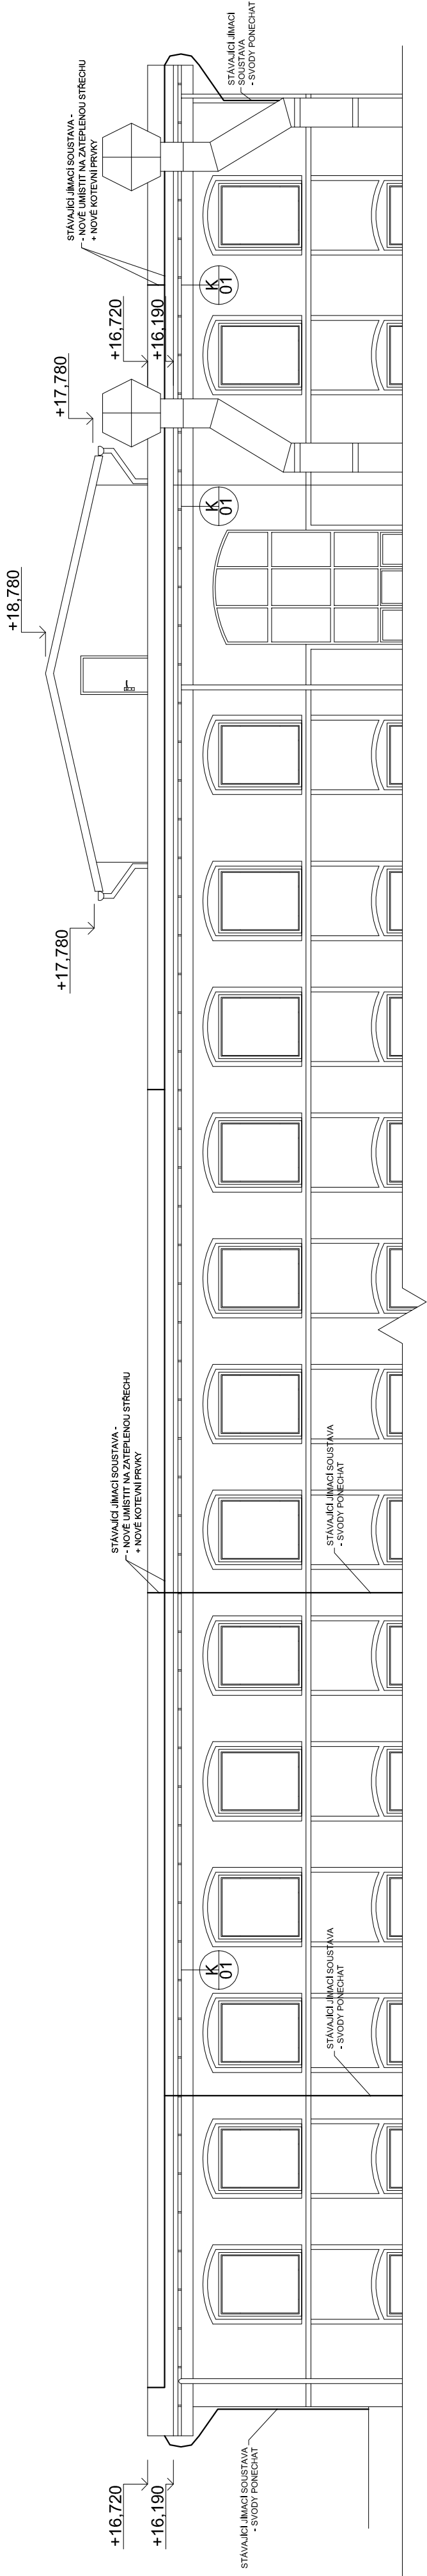 +16,720
+16,190
STÁVAJÍCÍ JÍMACÍ SOUSTAVA
- SVODY PONECHAT
K
01
STÁVAJÍCÍ JÍMACÍ SOUSTAVA
- SVODY PONECHAT
STÁVAJÍCÍ JÍMACÍ SOUSTAVA -
- NOVĚ UMÍSTIT NA ZATEPLENOU STŘECHU
+ NOVÉ KOTEVNÍ PRVKY
STÁVAJÍCÍ JÍMACÍ SOUSTAVA
- SVODY PONECHAT
+17,780
+18,780
+17,780
K
01
+16,720
+16,190
K
01
STÁVAJÍCÍ JÍMACÍ SOUSTAVA -
- NOVĚ UMÍSTIT NA ZATEPLENOU STŘECHU
+ NOVÉ KOTEVNÍ PRVKY
STÁVAJÍCÍ JÍMACÍ
SOUSTAVA
- SVODY PONECHAT